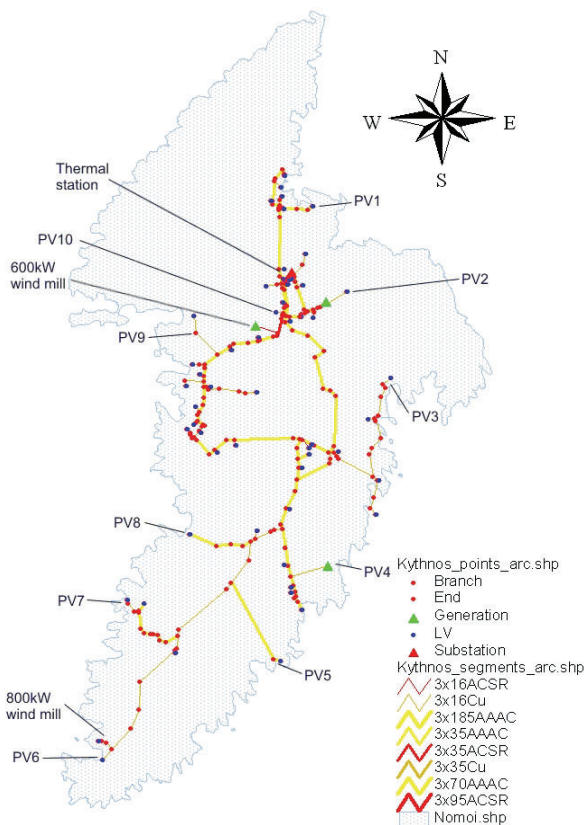 N
W
E
S
Thermal
station
PV1
PV10
600kW
wind mill
PV2
PV9
PV3
PV8
PV4
PV7
PV5
800kW
wind mill
PV6
Kythnos_points_arc.shp
Branch
End
Generation
LV
Substation
Kythnos_segments_arc.shp
3x16ACSR
3x16Cu
3x185AAAC
3x35AAAC
3x35ACSR
3x35Cu
3x70AAAC
3x95ACSR
Nomoi.shp